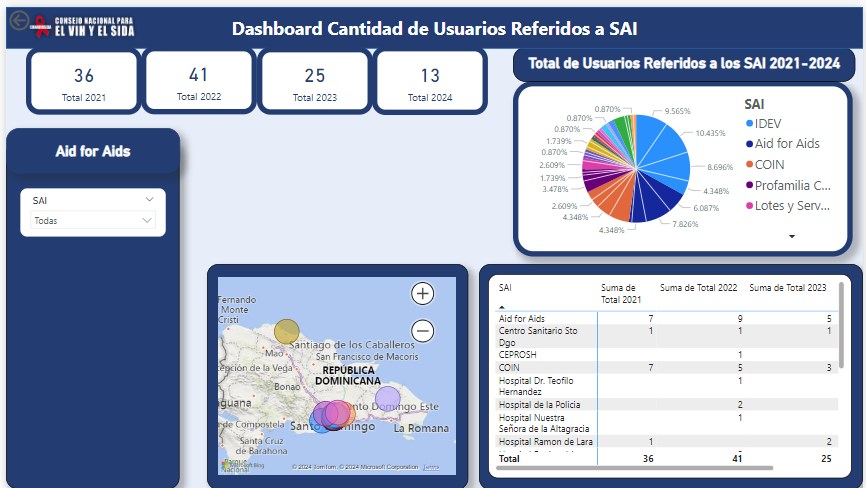 CONSEJO NACIONAL PARA
EL VIH Y EL SIDA
Dashboard Cantidad de Usuarios Referidos a SAI
36
Total 2021
41
Total 2022
25
Total 2023
13
Total 2024
Total de Usuarios Referidos a los SAI 2021-2024
Aid for Aids
SAI
Todas
0.870%
9.565%
0.870%
10.435%
0.870%
1.739%
0.870%
8.696%
2.609%
1.739%
4.348%
3.478%
6.087%
2.609%
7.826%
4.348%
4.348%
SAI
IDEV
Aid for Aids
COIN
Profamilia C...
Lotes y Serv...
Fernando
Monte
Cristi
Santiago de los Caballeros
Mao
San Francisco de Macoris
cepción de la Vega
REPÚBLICA
DOMINICANA
Bonao
aguana
nto Domingo Este
de Compostela
Santo Domingo
La Romana
Santa Cruz
de Barahona
Parque
Nacional
Microsoft Bing
© 2024 TomTom, © 2024 Microsoft Corporation Terms
SAI Suma de Total 2021 Suma de Total 2022 Suma de Total 2023
Aid for Aids 7 9 5
Centro Sanitario Sto Dgo 1 1 1
CEPROSH 1
COIN 7 5 3
Hospital Dr. Teofilo Hernandez 1
Hospital de la Policia 2
Hospital Nuestra Señora de la Altagracia 1
Hospital Ramon de Lara 1 2
Total 36 41 25